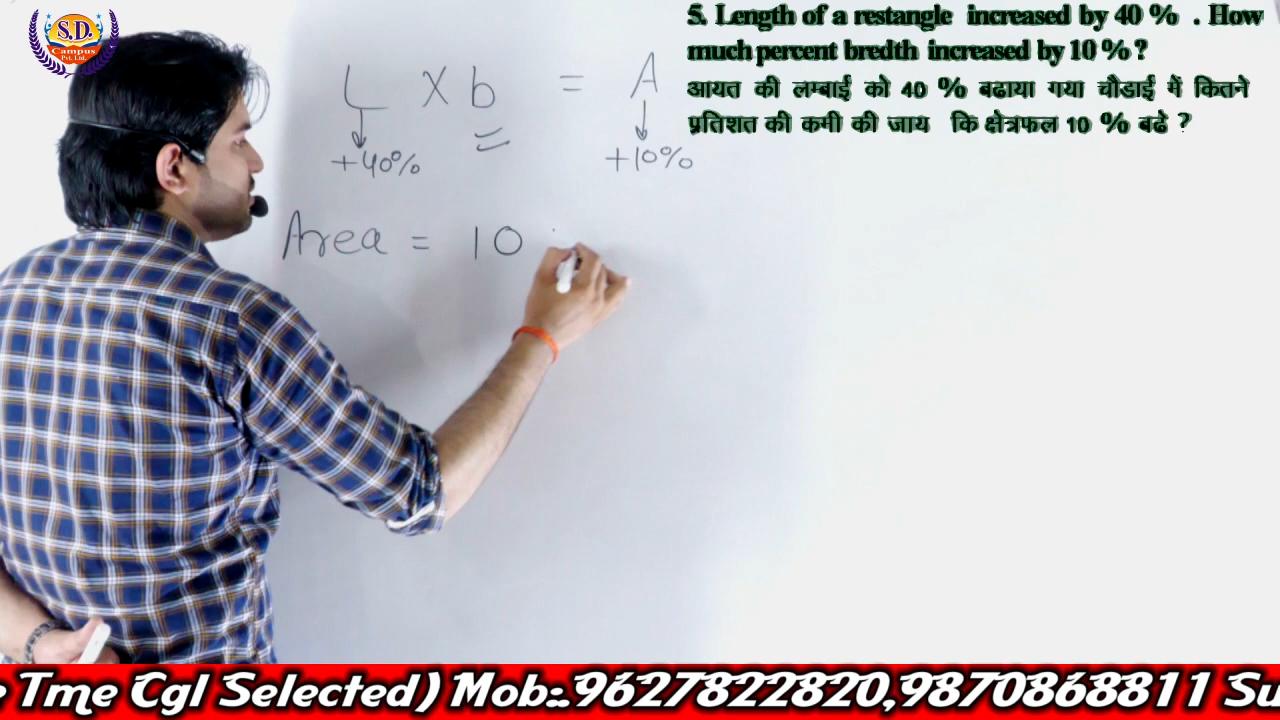 S.D.
Campus
Pvt. Ltd.
5. Length of a restangle increased by 40 % . How
much percent bredth increased by 10 % ?
आयत की लम्बाई को 40 % बढाया गया चौडाई में कितने
प्रतिशत की कमी की जाय कि क्षेत्रफल 10 % बढे ?
L X b = A
+40% +10%
Area = 10
Tme Cgl Selected) Mob:.9627822820,9870868811 Su